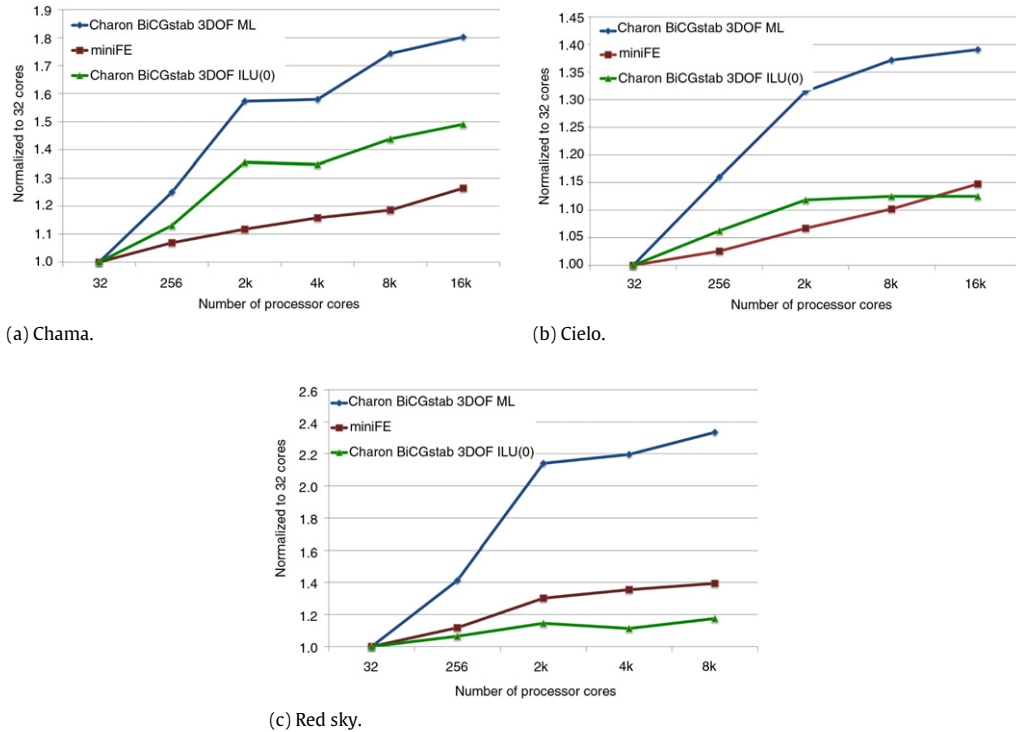 1.9
1.8
1.7
1.6
1.5
1.4
1.3
1.2
1.1
1.0
Normalized to 32 cores
Charon BiCGstab 3DOF ML
miniFE
Charon BiCGstab 3DOF ILU(0)
32 256 2k 4k 8k 16k
Number of processor cores
(a) Chama.
1.45
1.40
1.35
1.30
1.25
1.20
1.15
1.10
1.05
1.00
Normalized to 32 cores
Charon BiCGstab 3DOF ML
miniFE
Charon BiCGstab 3DOF ILU(0)
32 256 2k 8k 16k
Number of processor cores
(b) Cielo.
2.6
2.4
2.2
2.0
1.8
1.6
1.4
1.2
1.0
Normalized to 32 cores
Charon BiCGstab 3DOF ML
miniFE
Charon BiCGstab 3DOF ILU(0)
32 256 2k 4k 8k
Number of processor cores
(c) Red sky.